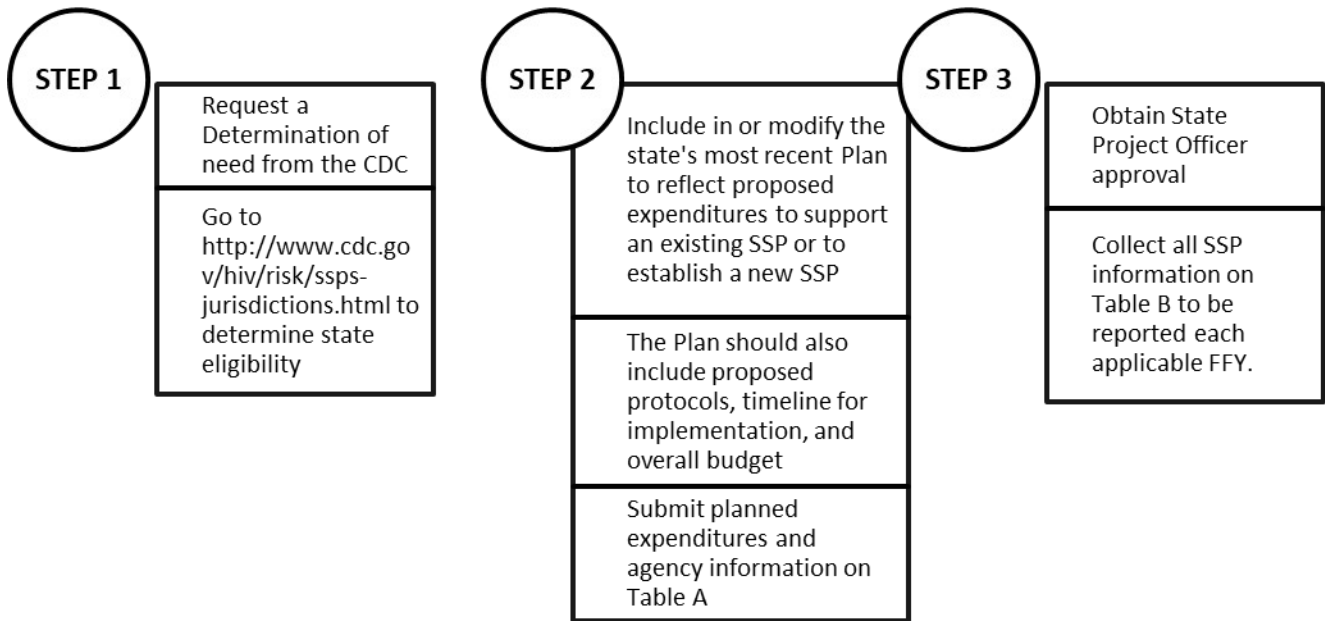 STEP 1
Request a
Determination of
need from the CDC
Go to
http://www.cdc.go
v/hiv/risk/ssps-
jurisdictions.html to
determine state
eligibility
STEP 2
Include in or modify the
state's most recent Plan
to reflect proposed
expenditures to support
an existing SSP or to
establish a new SSP
The Plan should also
include proposed
protocols, timeline for
implementation, and
overall budget
Submit planned
expenditures and
agency information on
Table A
STEP 3
Obtain State
Project Officer
approval
Collect all SSP
information on
Table B to be
reported each
applicable FFY.